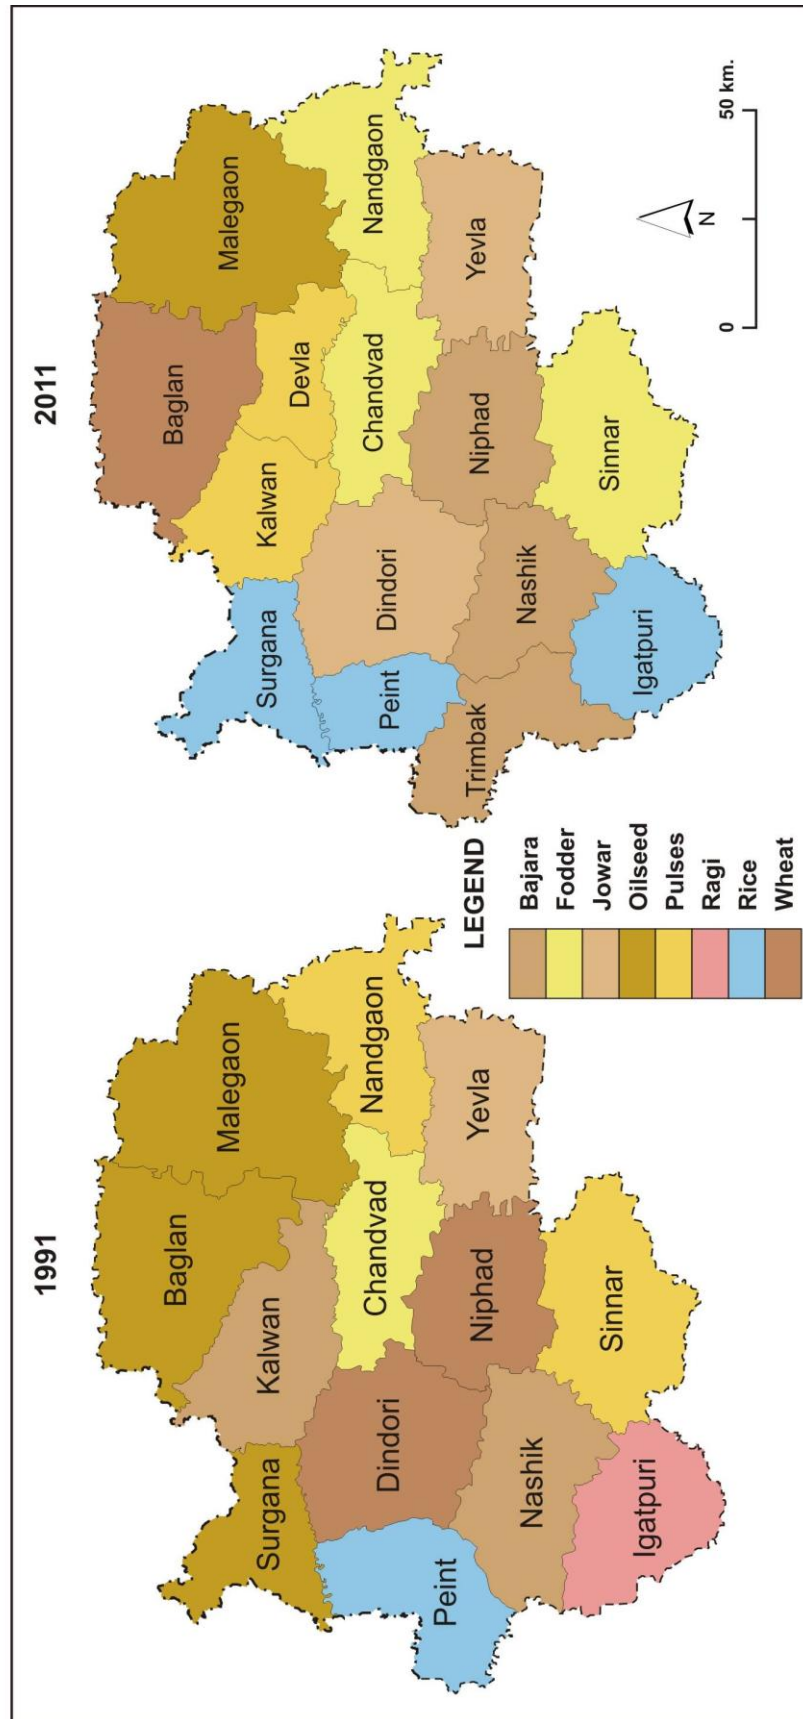 1991
Baglan
Malegaon
Surgana
Kalwan
Nandgaon
Chandvad
Dindori
Peint
Yevla
Niphad
Nashik
Sinnar
Igatpuri
2011
Baglan
Malegaon
Surgana
Kalwan
Devla
Nandgaon
Chandvad
Dindori
Peint
Yevla
Niphad
Nashik
Trimbak
Sinnar
Igatpuri
LEGEND
Bajara
Fodder
Jowar
Oilseed
Pulses
Ragi
Rice
Wheat
N
0 50 km.